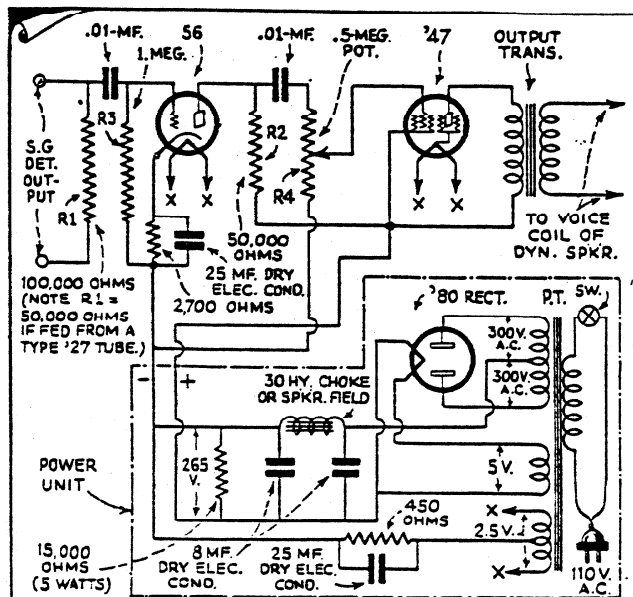 .01-MF.
56
.01-MF.
.5-MEG.
POT.
'47
OUTPUT
TRANS.
1. MEG.
R3
S.G
DET.
OUT-
PUT
R1
R2
R4
X
X
X
X
50,000
OHMS
25 MF. DRY
ELEC. COND.
2,700 OHMS
100,000 OHMS
(NOTE R1 =
50,000 OHMS
IF FED FROM A
TYPE '27 TUBE.)
TO VOICE
COIL OF
DYN. SPKR.
'80 RECT.
P.T.
SW.
300V.
A.C.
300V.
A.C.
- +
30 HY. CHOKE
OR SPKR. FIELD
265
V.
5 V.
POWER
UNIT
450
OHMS
X
2.5V.
X
15,000
OHMS
(5 WATTS)
8 MF.
DRY ELEC.
COND.
25 MF.
DRY ELEC.
COND.
110 V.
A.C.